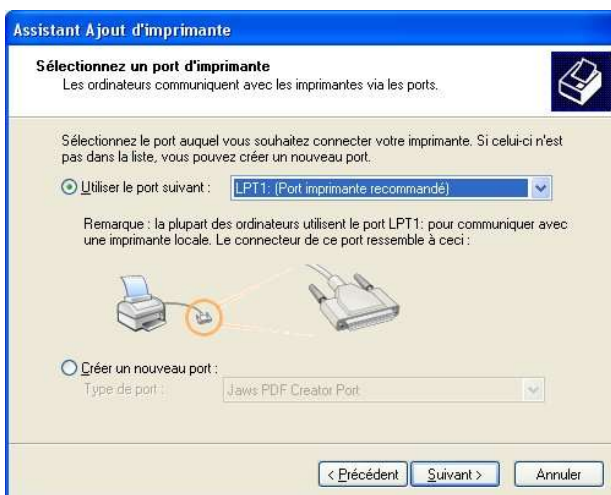 Assistant Ajout d'imprimante
Sélectionnez un port d'imprimante
Les ordinateurs communiquent avec les imprimantes via les ports.
Sélectionnez le port auquel vous souhaitez connecter votre imprimante. Si celui-ci n'est
pas dans la liste, vous pouvez créer un nouveau port.
Utiliser le port suivant : LPT1: (Port imprimante recommandé)
Remarque : la plupart des ordinateurs utilisent le port LPT1: pour communiquer avec
une imprimante locale. Le connecteur de ce port ressemble à ceci :
Créer un nouveau port :
Type de port : Jaws PDF Creator Port
< Précédent Suivant > Annuler